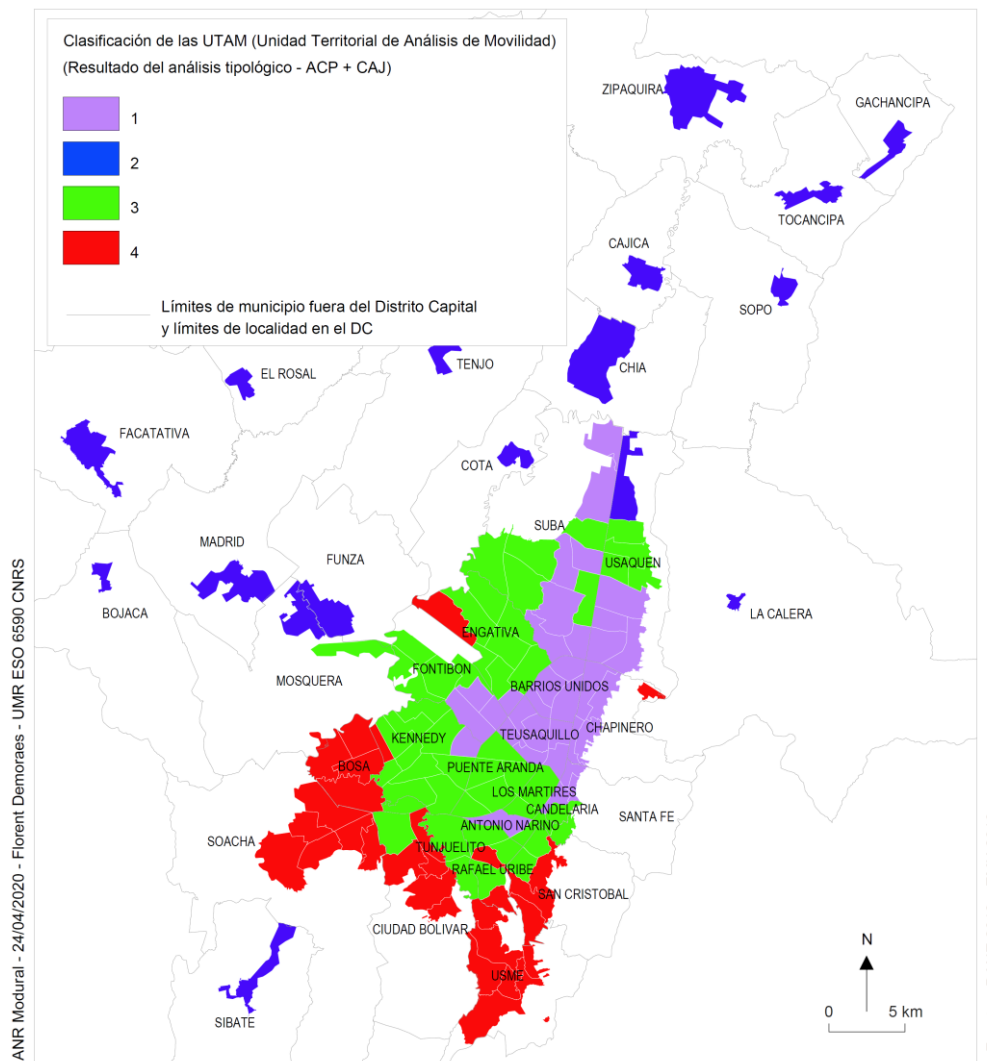 Clasificación de las UTAM (Unidad Territorial de Análisis de Movilidad)
(Resultado del análisis tipológico - ACP + CAJ)
1
2
3
4
Límites de municipio fuera del Distrito Capital
y límites de localidad en el DC
ZIPAQUIRA
GACHANCIPA
TOCANCIPA
CAJICA
SOPO
TENJO
CHIA
EL ROSAL
FACATATIVA
COTA
SUBA
MADRID
FUNZA
USAQUEN
BOJACA
LA CALERA
ENGATIVA
FONTIBON
MOSQUERA
BARRIOS UNIDOS
CHAPINERO
KENNEDY
TEUSAQUILLO
BOSA
PUENTE ARANDA
LOS MARTIRES
CANDELARIA
SANTA FE
ANTONIO NARINO
SOACHA
TUNJUELITO
RAFAEL URIBE
SAN CRISTOBAL
CIUDAD BOLIVAR
USME
SIBATE
N
0 5 km
ANR Modural - 24/04/2020 - Florent Demoraes - UMR ESO 6590 CNRS